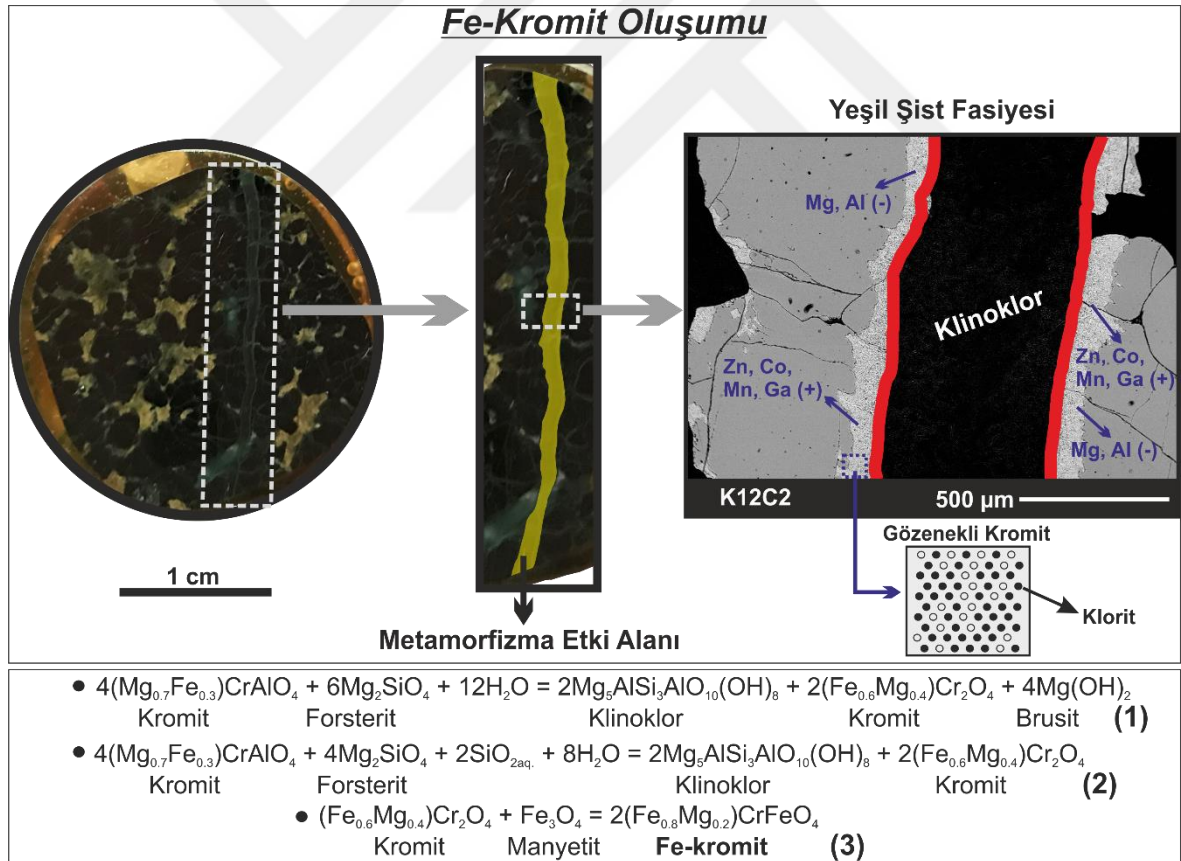 Fe-Kromit Oluşumu
Yeşil Şist Fasiyesi
Mg, Al (-)
Klinoklor
Zn, Co,
Mn, Ga (+)
Zn, Co,
Mn, Ga (+)
Mg, Al (-)
K12C2
500 µm
1 cm
Gözenekli Kromit
Klorit
Metamorfizma Etki Alanı
● 4(Mg₀.₇Fe₀.₃)CrAlO₄ + 6Mg₂SiO₄ + 12H₂O = 2Mg₅AlSi₃AlO₁₀(OH)₈ + 2(Fe₀.₆Mg₀.₄)Cr₂O₄ + 4Mg(OH)₂
Kromit Forsterit Klinoklor Kromit Brusit (1)
● 4(Mg₀.₇Fe₀.₃)CrAlO₄ + 4Mg₂SiO₄ + 2SiO₂aq. + 8H₂O = 2Mg₅AlSi₃AlO₁₀(OH)₈ + 2(Fe₀.₆Mg₀.₄)Cr₂O₄
Kromit Forsterit Klinoklor Kromit (2)
● (Fe₀.₆Mg₀.₄)Cr₂O₄ + Fe₃O₄ = 2(Fe₀.₈Mg₀.₂)CrFeO₄
Kromit Manyetit Fe-kromit (3)